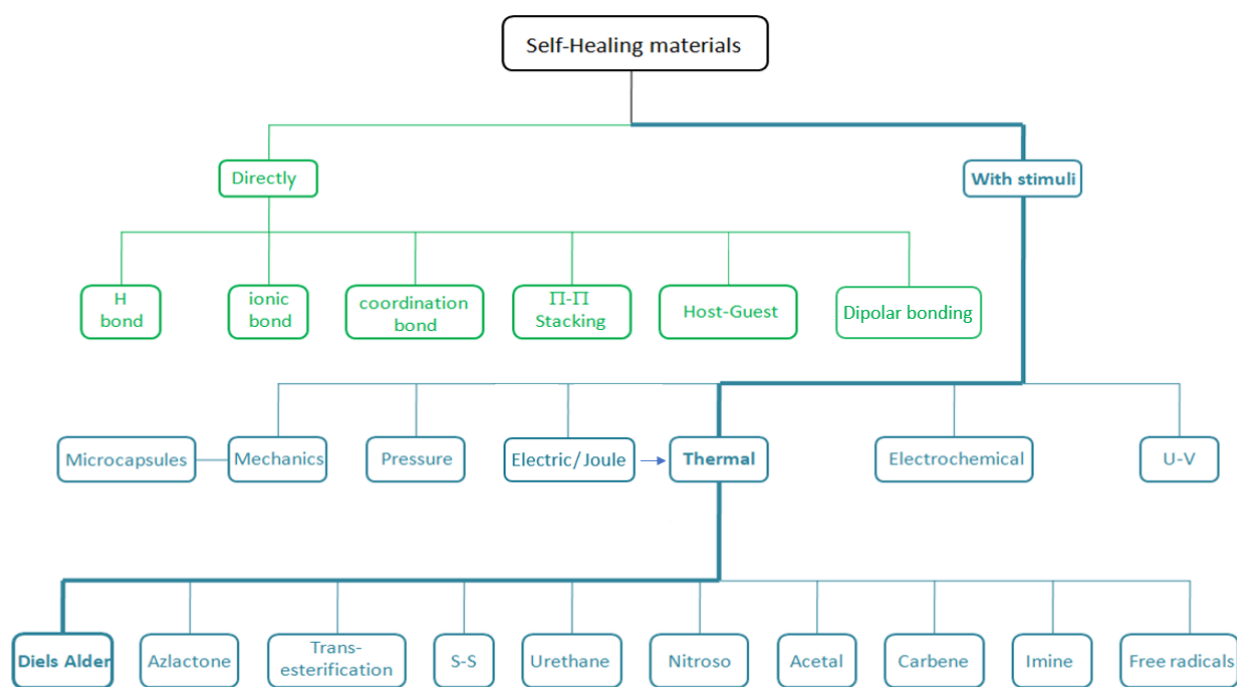 Self-Healing materials
Directly
With stimuli
H
bond
ionic
bond
coordination
bond
Π-Π
Stacking
Host-Guest
Dipolar bonding
Microcapsules
Mechanics
Pressure
Electric/Joule
Thermal
Electrochemical
U-V
Diels Alder
Azlactone
Trans-
esterification
S-S
Urethane
Nitroso
Acetal
Carbene
Imine
Free radicals